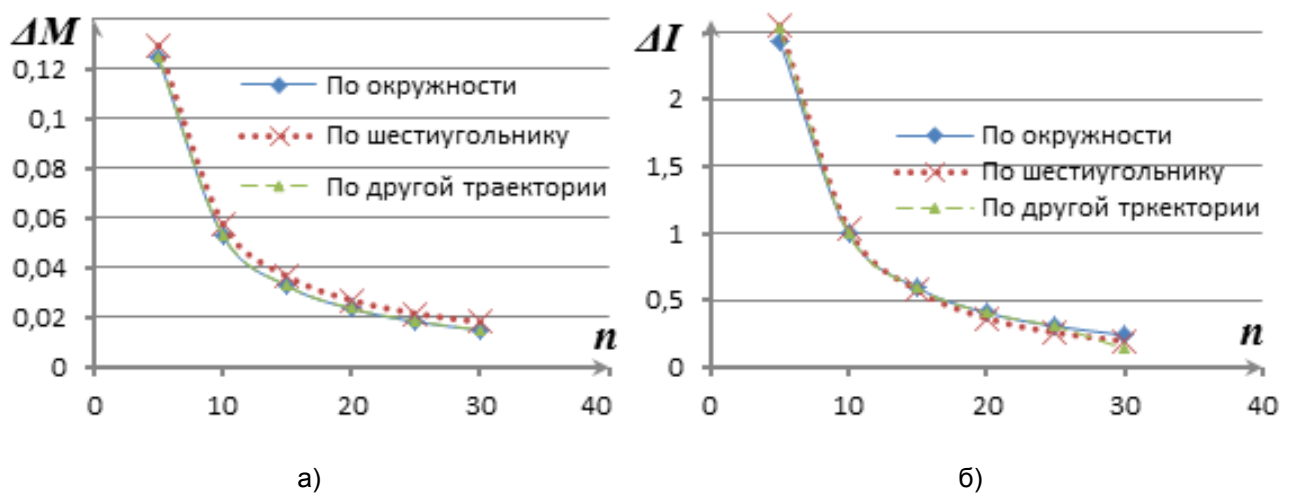 ΔM
0,12
0,1
0,08
0,06
0,04
0,02
0
0 10 20 30 40
n
По окружности
По шестиугольнику
По другой траектории
а)
ΔI
2
1,5
1
0,5
0
0 10 20 30 40
n
По окружности
По шестиугольнику
По другой тркектории
б)